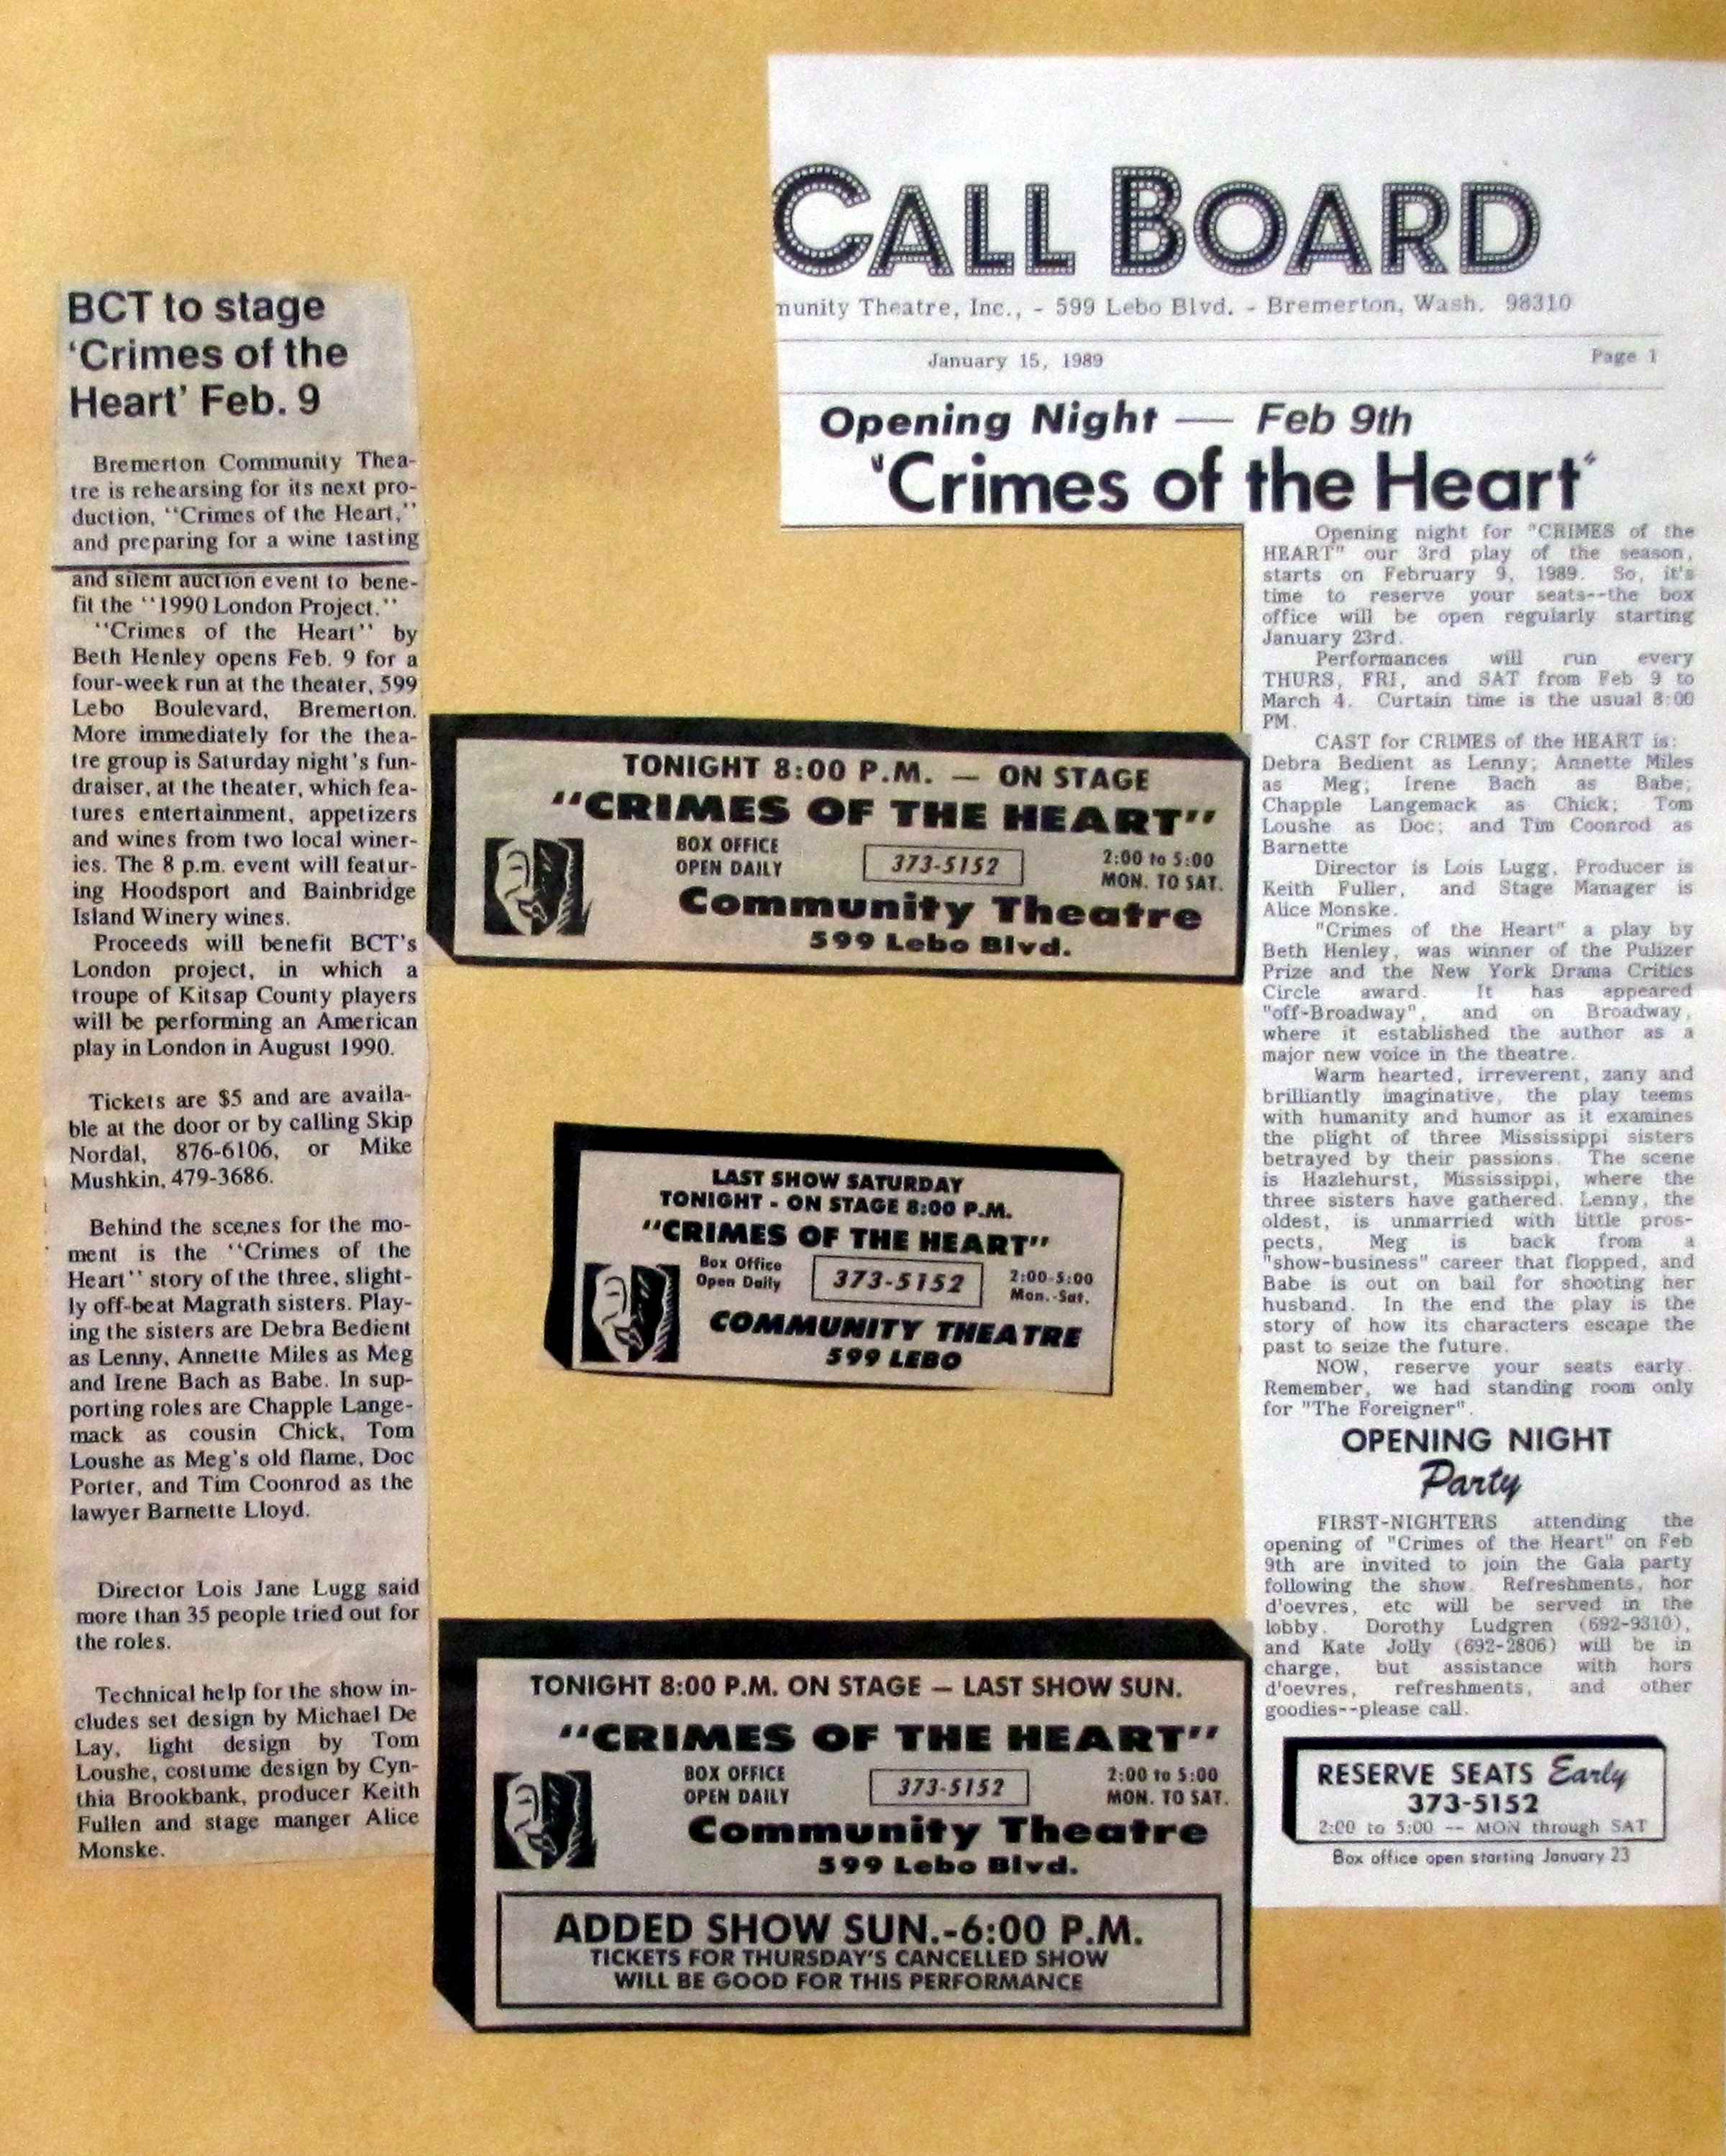 BCT to stage
‘Crimes of the
Heart’ Feb. 9
Bremerton Community Thea-
tre is rehearsing for its next pro-
duction, ‘‘Crimes of the Heart,’’
and preparing for a wine tasting
and silent auction event to bene-
fit the ‘‘1990 London Project.’’
‘‘Crimes of the Heart’’ by
Beth Henley opens Feb. 9 for a
four-week run at the theater, 599
Lebo Boulevard, Bremerton.
More immediately for the thea-
tre group is Saturday night's fun-
draiser, at the theater, which fea-
tures entertainment, appetizers
and wines from two local winer-
ies. The 8 p.m. event will featur-
ing Hoodsport and Bainbridge
Island Winery wines.
Proceeds will benefit BCT's
London project, in which a
troupe of Kitsap County players
will be performing an American
play in London in August 1990.
Tickets are $5 and are availa-
ble at the door or by calling Skip
Nordal, 876-6106, or Mike
Mushkin, 479-3686.
Behind the scenes for the mo-
ment is the ‘‘Crimes of the
Heart’’ story of the three, slight-
ly off-beat Magrath sisters. Play-
ing the sisters are Debra Bedient
as Lenny, Annette Miles as Meg
and Irene Bach as Babe. In sup-
porting roles are Chapple Lange-
mack as cousin Chick, Tom
Loushe as Meg's old flame, Doc
Porter, and Tim Coonrod as the
lawyer Barnette Lloyd.
Director Lois Jane Lugg said
more than 35 people tried out for
the roles.
Technical help for the show in-
cludes set design by Michael De
Lay, light design by Tom
Loushe, costume design by Cyn-
thia Brookbank, producer Keith
Fullen and stage manger Alice
Monske.
TONIGHT 8:00 P.M. — ON STAGE
‘‘CRIMES OF THE HEART’’
BOX OFFICE
OPEN DAILY
373-5152
2:00 to 5:00
MON. TO SAT.
Community Theatre
599 Lebo Blvd.
LAST SHOW SATURDAY
TONIGHT - ON STAGE 8:00 P.M.
‘‘CRIMES OF THE HEART’’
Box Office
Open Daily
373-5152
2:00-5:00
Mon.-Sat.
COMMUNITY THEATRE
599 LEBO
TONIGHT 8:00 P.M. ON STAGE — LAST SHOW SUN.
‘‘CRIMES OF THE HEART’’
BOX OFFICE
OPEN DAILY
373-5152
2:00 to 5:00
MON. TO SAT.
Community Theatre
599 Lebo Blvd.
ADDED SHOW SUN.-6:00 P.M.
TICKETS FOR THURSDAY'S CANCELLED SHOW
WILL BE GOOD FOR THIS PERFORMANCE
CALL BOARD
munity Theatre, Inc., - 599 Lebo Blvd. - Bremerton, Wash. 98310
January 15, 1989 Page 1
Opening Night — Feb 9th
"Crimes of the Heart"
Opening night for "CRIMES of the
HEART" our 3rd play of the season,
starts on February 9, 1989. So, it's
time to reserve your seats--the box
office will be open regularly starting
January 23rd.
Performances will run every
THURS, FRI, and SAT from Feb 9 to
March 4. Curtain time is the usual 8:00
PM.
CAST for CRIMES of the HEART is:
Debra Bedient as Lenny; Annette Miles
as Meg; Irene Bach as Babe;
Chapple Langemack as Chick; Tom
Loushe as Doc; and Tim Coonrod as
Barnette
Director is Lois Lugg, Producer is
Keith Fuller, and Stage Manager is
Alice Monske.
"Crimes of the Heart" a play by
Beth Henley, was winner of the Pulizer
Prize and the New York Drama Critics
Circle award. It has appeared
"off-Broadway", and on Broadway,
where it established the author as a
major new voice in the theatre.
Warm hearted, irreverent, zany and
brilliantly imaginative, the play teems
with humanity and humor as it examines
the plight of three Mississippi sisters
betrayed by their passions. The scene
is Hazlehurst, Mississippi, where the
three sisters have gathered. Lenny, the
oldest, is unmarried with little pros-
pects, Meg is back from a
"show-business" career that flopped, and
Babe is out on bail for shooting her
husband. In the end the play is the
story of how its characters escape the
past to seize the future.
NOW, reserve your seats early.
Remember, we had standing room only
for "The Foreigner".
OPENING NIGHT
Party
FIRST-NIGHTERS attending the
opening of "Crimes of the Heart" on Feb
9th are invited to join the Gala party
following the show. Refreshments, hor
d'oevres, etc will be served in the
lobby. Dorothy Ludgren (692-9310),
and Kate Jolly (692-2806) will be in
charge, but assistance with hors
d'oevres, refreshments, and other
goodies--please call.
RESERVE SEATS Early
373-5152
2:00 to 5:00 -- MON through SAT
Box office open starting January 23